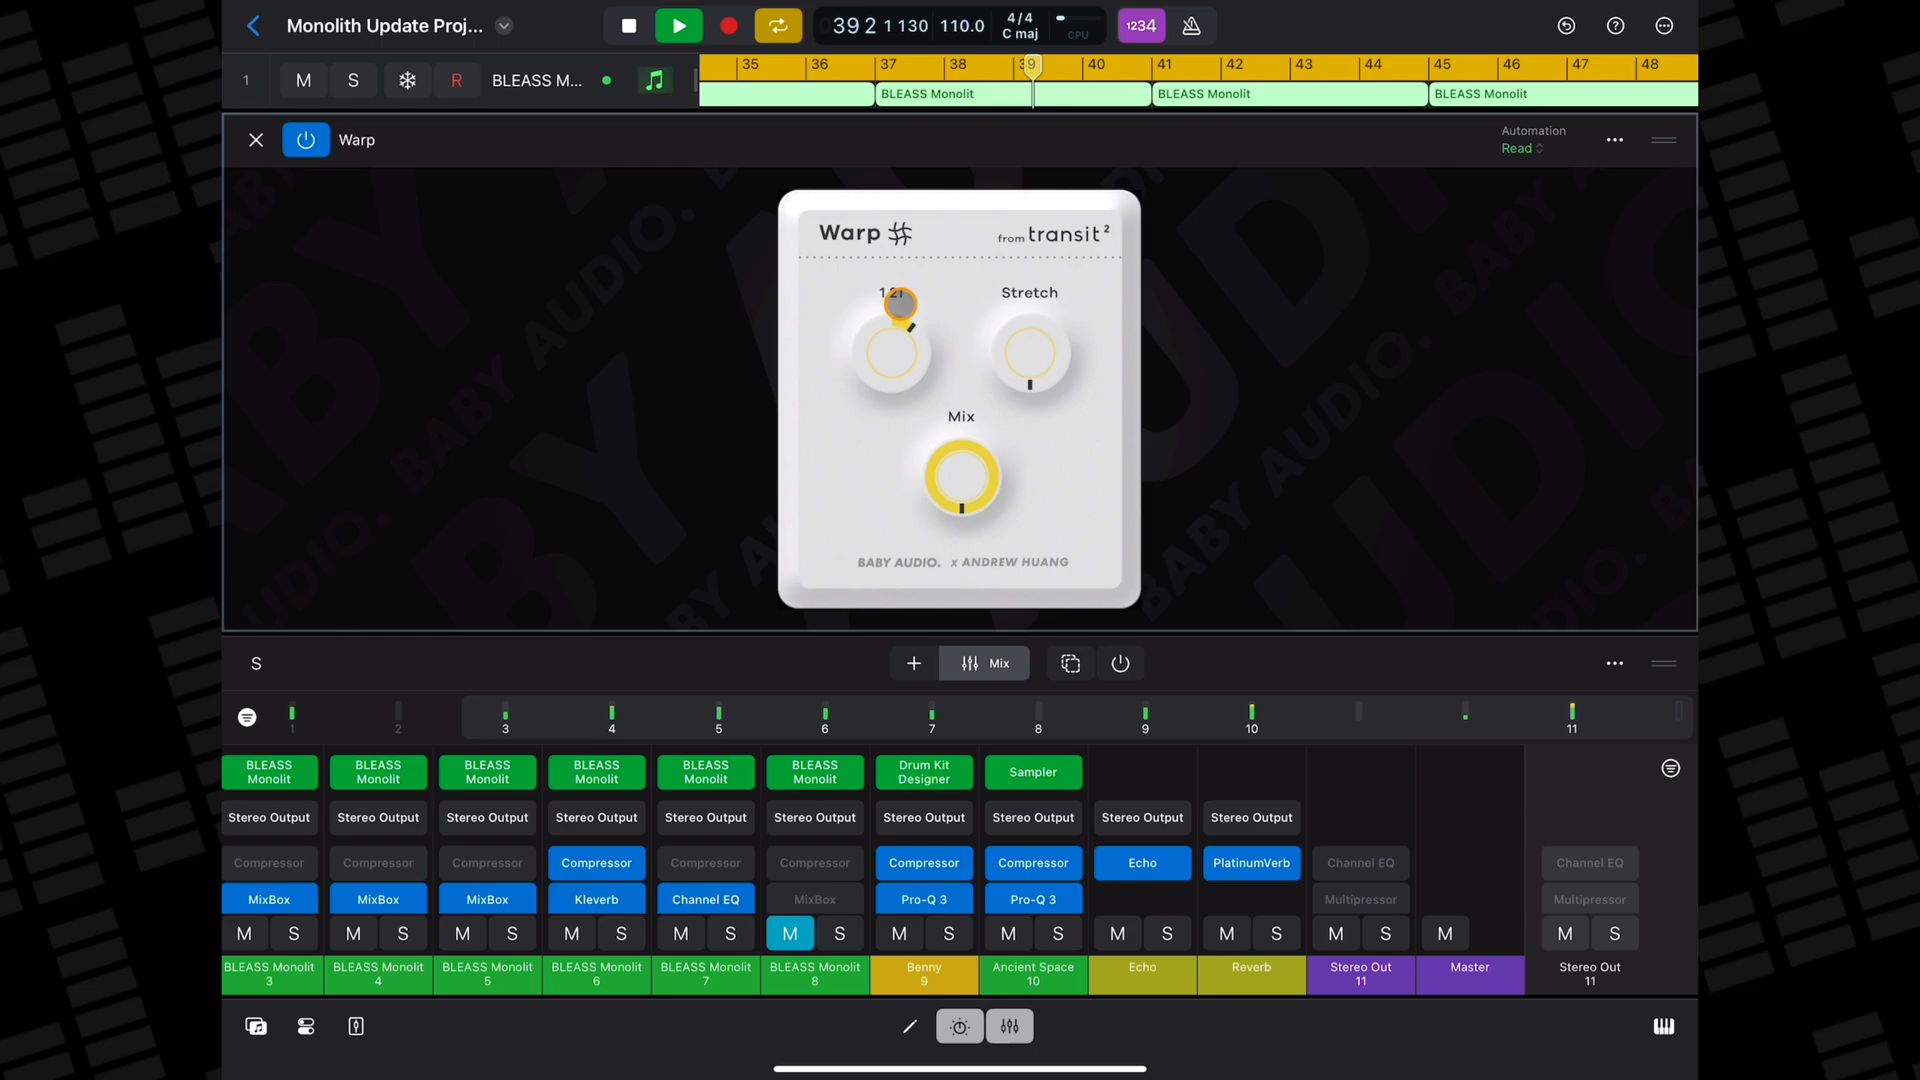 Monolith Update Proj...
39 2 1 130 110.0
4/4
C maj
CPU
1234
1 M S R BLEASS M...
35 36 37 38 39 40 41 42 43 44 45 46 47 48
BLEASS Monolit BLEASS Monolit BLEASS Monolit
Warp
Automation
Read
Warp from transit²
Stretch
Mix
BABY AUDIO. x ANDREW HUANG
BABY AUDIO.
S + Mix
1 2 3 4 5 6 7 8 9 10 11
BLEASS Monolit BLEASS Monolit BLEASS Monolit BLEASS Monolit BLEASS Monolit BLEASS Monolit Drum Kit Designer Sampler
Stereo Output Stereo Output Stereo Output Stereo Output Stereo Output Stereo Output Stereo Output Stereo Output Stereo Output Stereo Output
Compressor Compressor Compressor Compressor Compressor Compressor Compressor Compressor Echo PlatinumVerb Channel EQ Channel EQ
MixBox MixBox MixBox Kleverb Channel EQ MixBox Pro-Q 3 Pro-Q 3 Multipressor Multipressor
M S M S M S M S M S M S M S M S M S M S M S M M S
BLEASS Monolit BLEASS Monolit BLEASS Monolit BLEASS Monolit BLEASS Monolit BLEASS Monolit Benny Ancient Space Echo Reverb Stereo Out Master Stereo Out
3 4 5 6 7 8 9 10 11 11